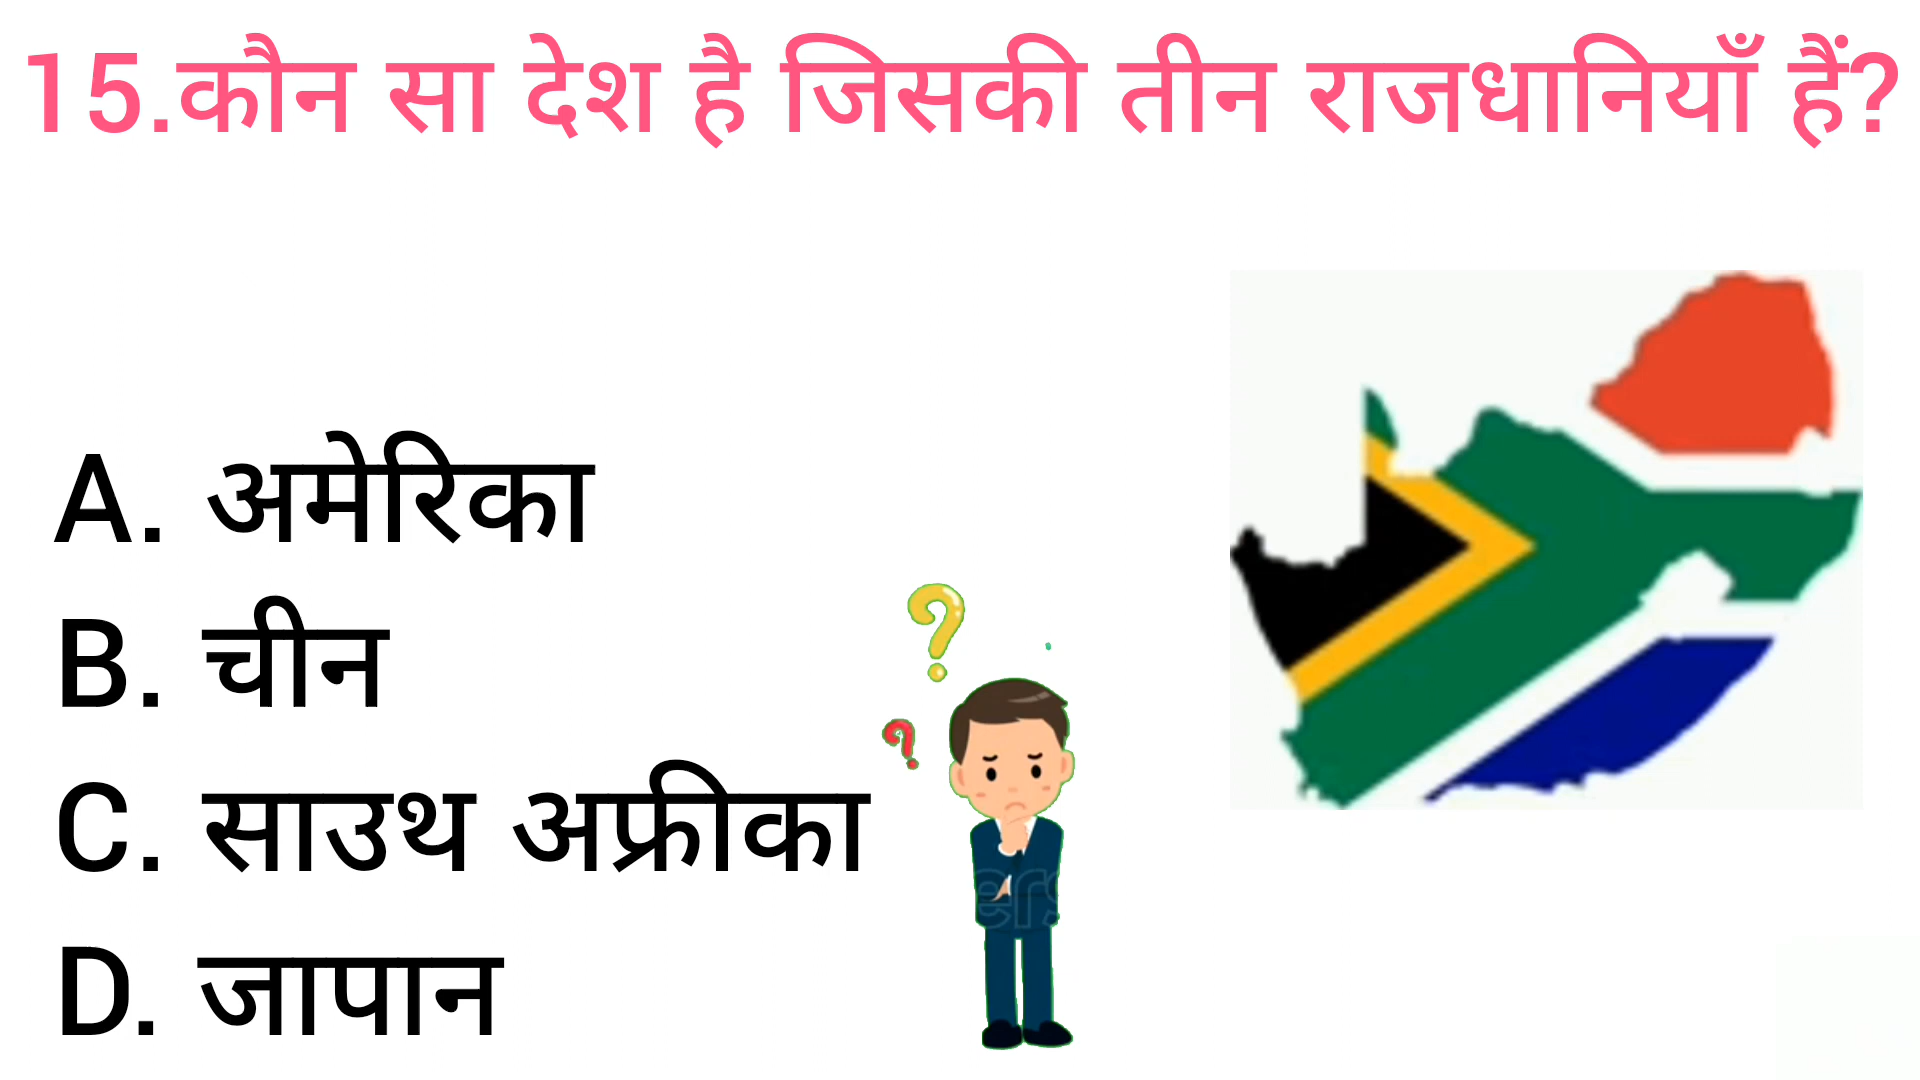 15.कौन सा देश है जिसकी तीन राजधानियाँ हैं?
A. अमेरिका
B. चीन
C. साउथ अफ्रीका
D. जापान